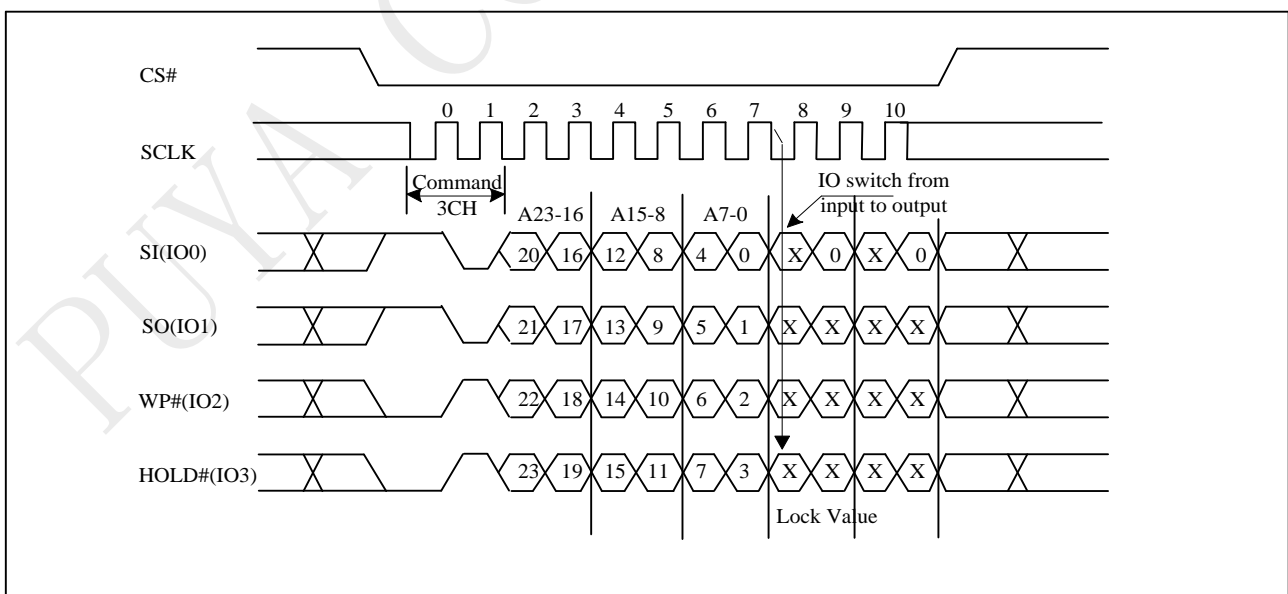 PUYA CO
CS#
0 1 2 3 4 5 6 7 8 9 10
SCLK
Command
3CH
IO switch from
input to output
A23-16 A15-8 A7-0
SI(IO0) 20 16 12 8 4 0 X 0 X 0
SO(IO1) 21 17 13 9 5 1 X X X X
WP#(IO2) 22 18 14 10 6 2 X X X X
HOLD#(IO3) 23 19 15 11 7 3 X X X X
Lock Value